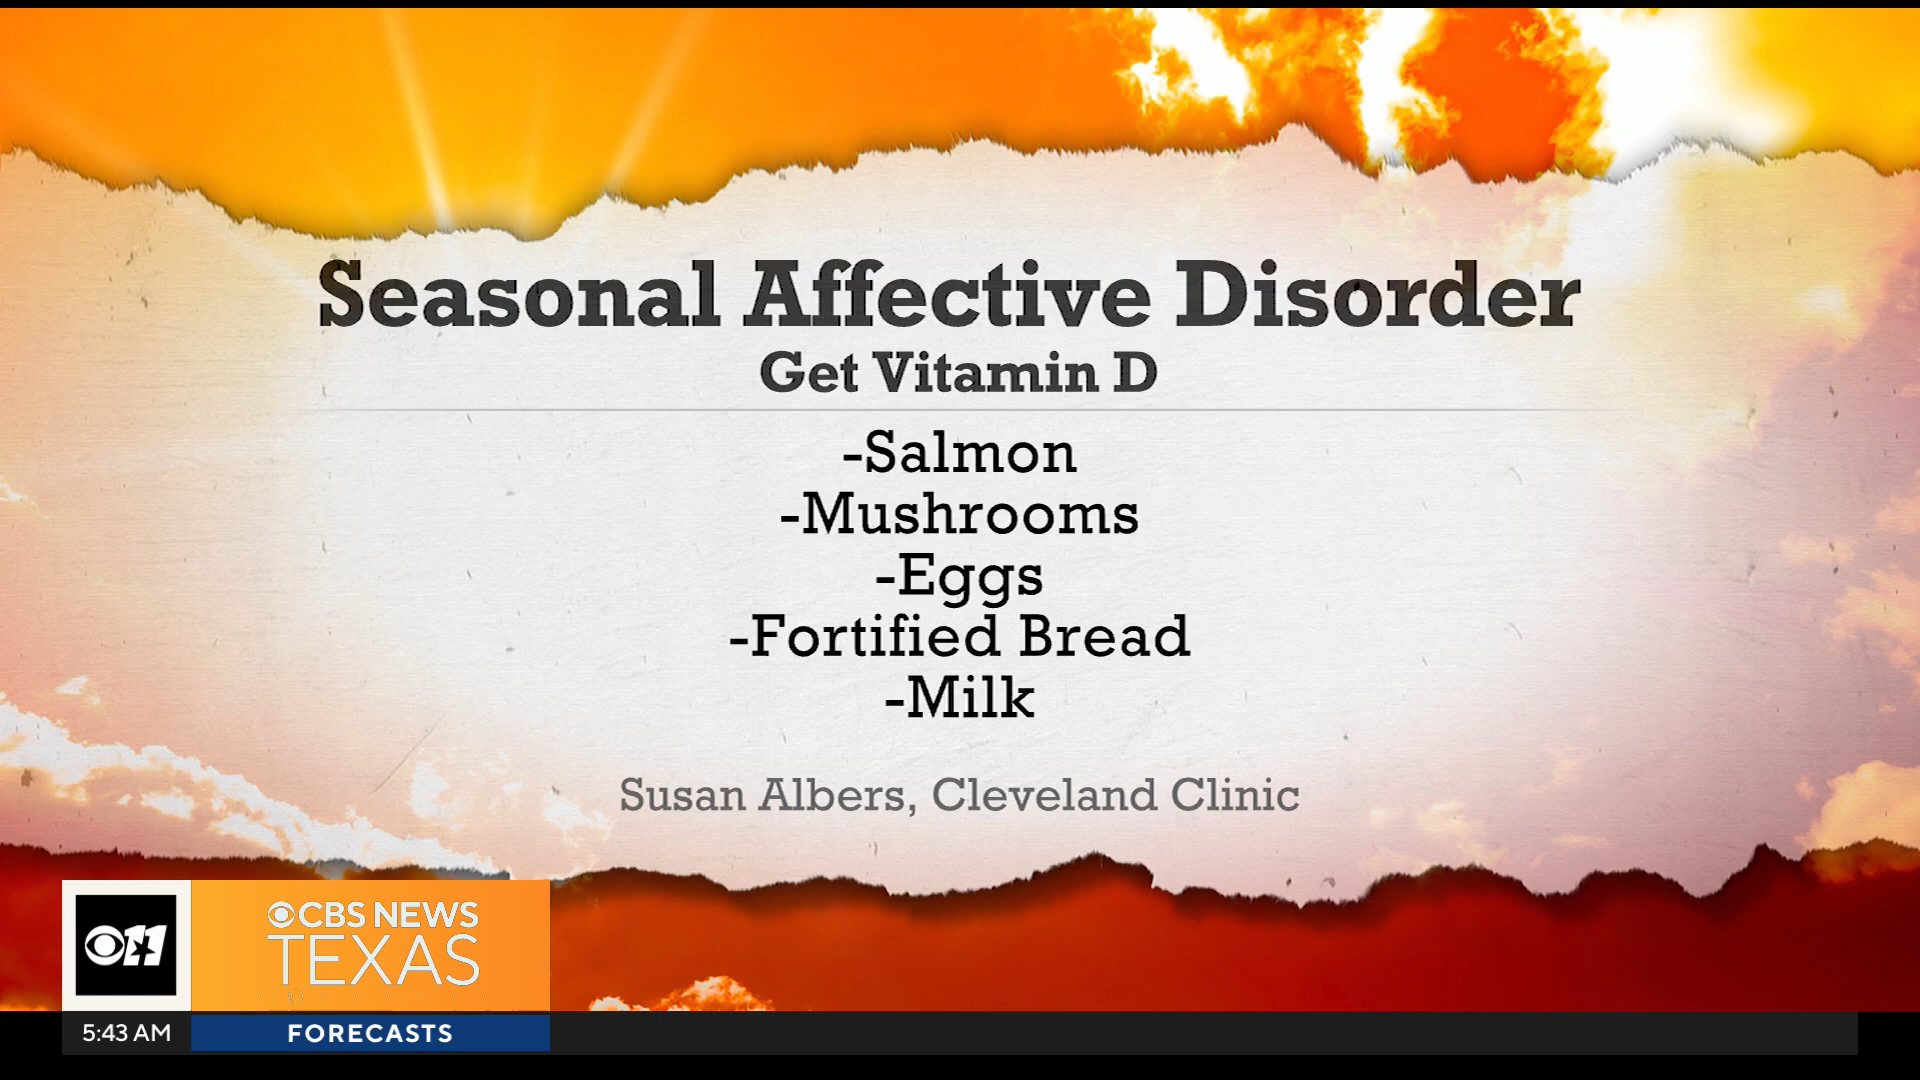 Seasonal Affective Disorder
Get Vitamin D
-Salmon
-Mushrooms
-Eggs
-Fortified Bread
-Milk
Susan Albers, Cleveland Clinic
11
CBS NEWS
TEXAS
5:43 AM
FORECASTS